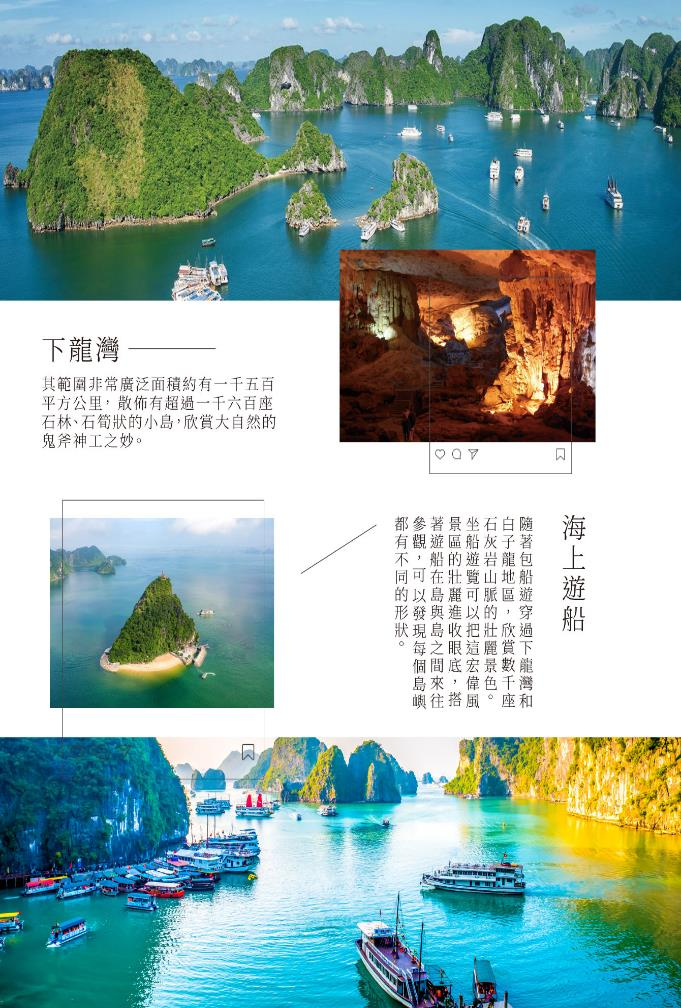 下龍灣
其範圍非常廣泛面積約有一千五百
平方公里，散佈有超過一千六百座
石林、石筍狀的小島，欣賞大自然的
鬼斧神工之妙。
海上遊船
隨著包船遊穿過下龍灣和
白子龍地區，欣賞數千座
石灰岩山脈的壯麗景色。
坐船遊覽可以把這宏偉風
景區的壯麗進收眼底，搭
著遊船在島與島之間來往
參觀，可以發現每個島嶼
都有不同的形狀。